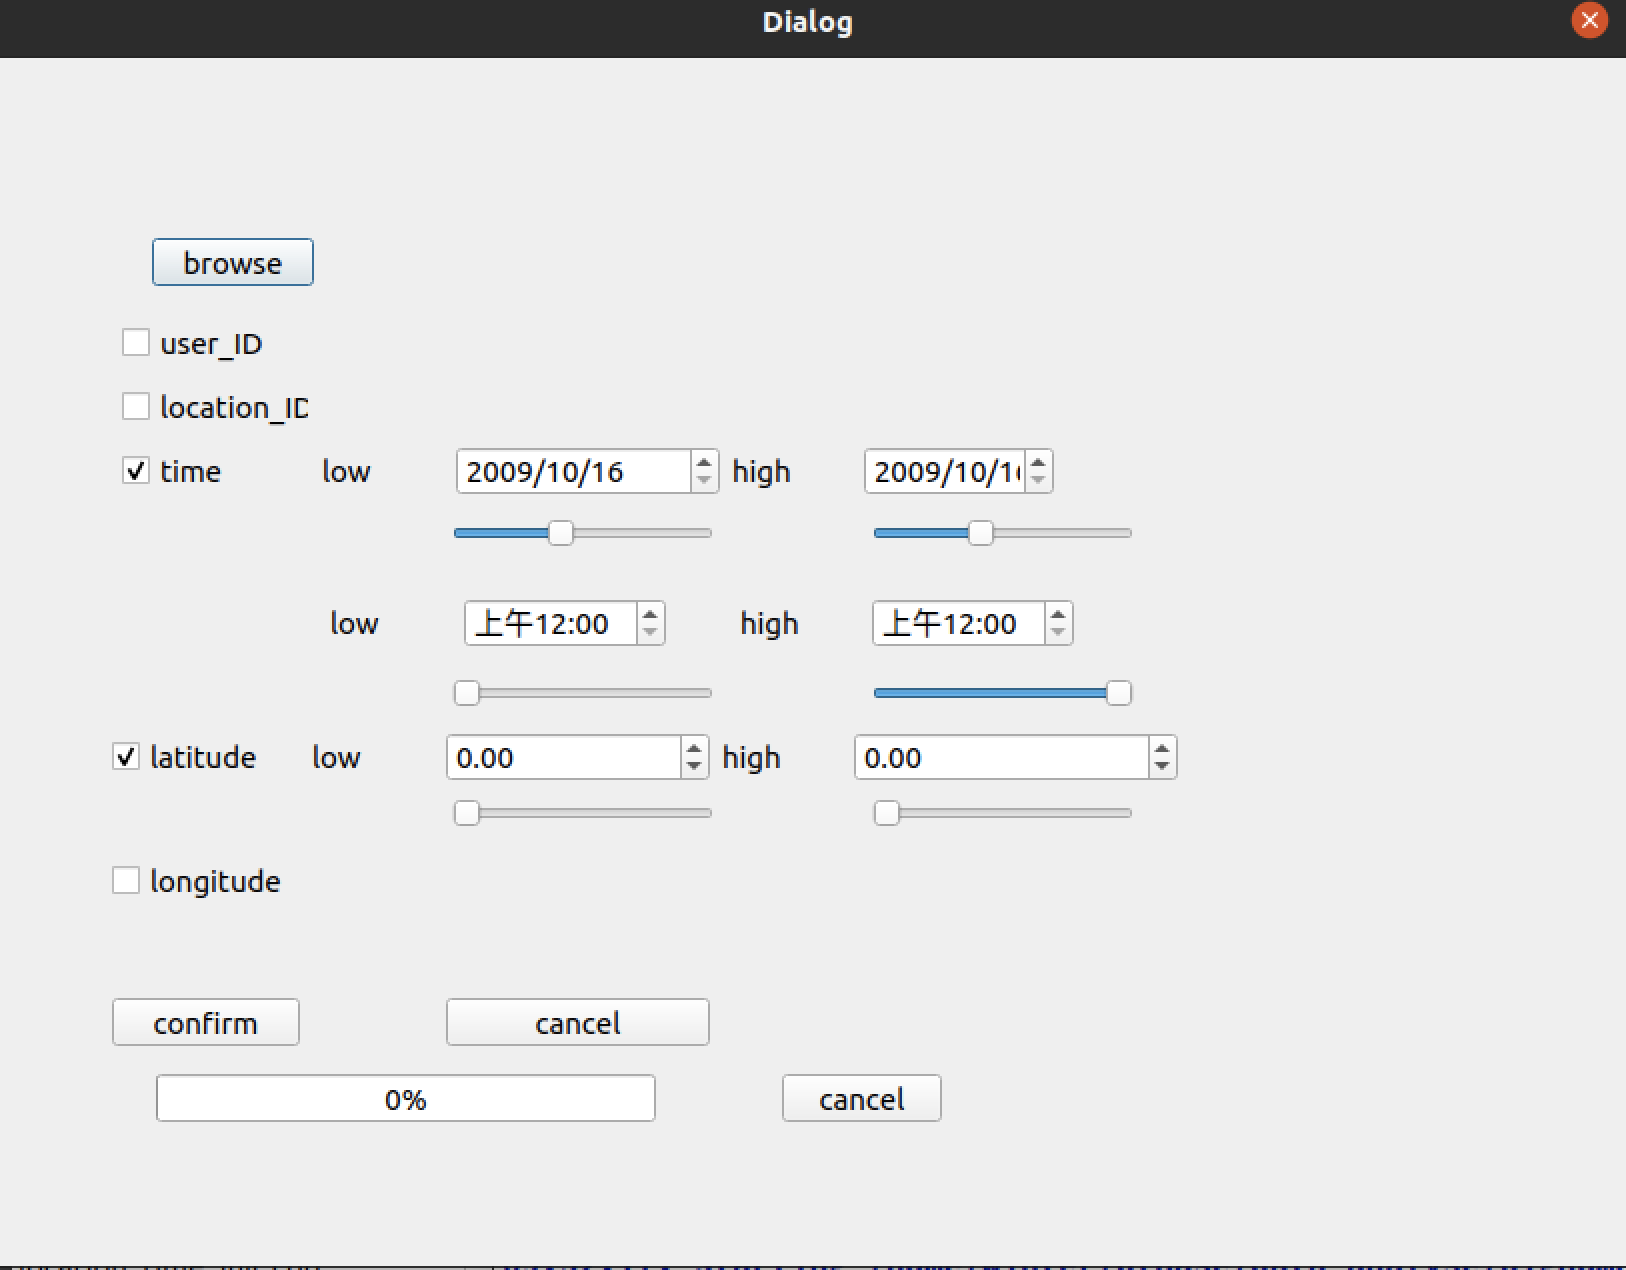 Dialog
browse
user_ID
location_ID
time low 2009/10/16 high 2009/10/1
low 上午12:00 high 上午12:00
latitude low 0.00 high 0.00
longitude
confirm cancel
0% cancel